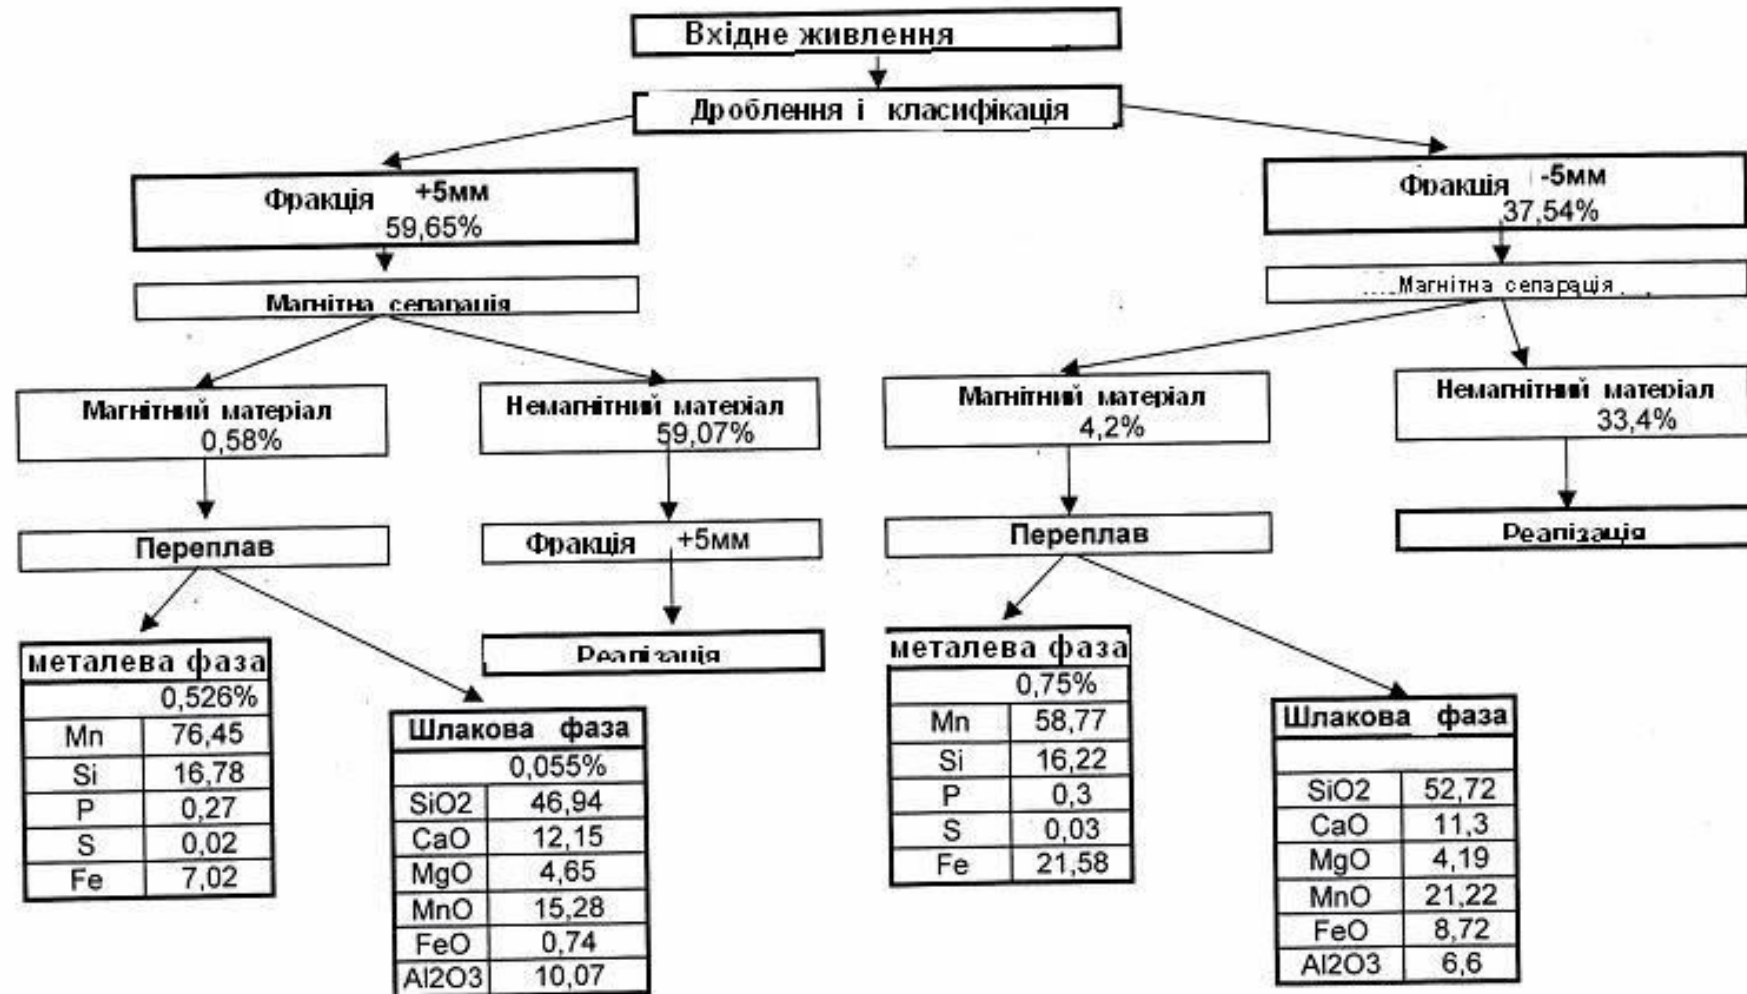 Вхідне живлення
Дроблення і класифікація
Фракція +5мм
59,65%
Фракція -5мм
37,54%
Магнітна сепарація
Магнітна сепарація
Магнітний матеріал
0,58%
Немагнітний матеріал
59,07%
Магнітний матеріал
4,2%
Немагнітний матеріал
33,4%
Переплав
Фракція +5мм
Переплав
Реалізація
металева фаза
0,526%
Mn 76,45
Si 16,78
P 0,27
S 0,02
Fe 7,02
Реалізація
Шлакова фаза
0,055%
SiO2 46,94
CaO 12,15
MgO 4,65
MnO 15,28
FeO 0,74
Al2O3 10,07
металева фаза
0,75%
Mn 58,77
Si 16,22
P 0,3
S 0,03
Fe 21,58
Шлакова фаза
SiO2 52,72
CaO 11,3
MgO 4,19
MnO 21,22
FeO 8,72
Al2O3 6,6